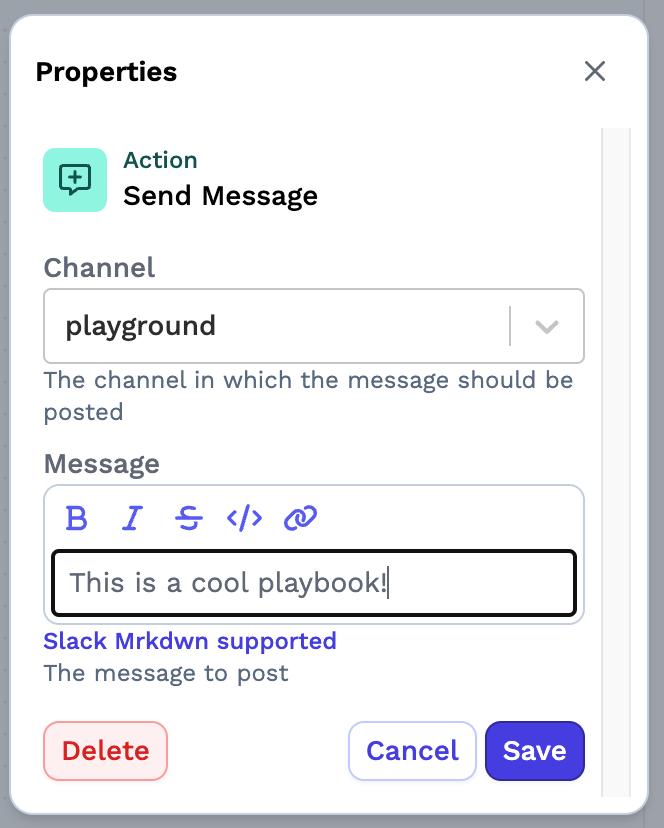 Properties
Action
Send Message
Channel
playground
The channel in which the message should be
posted
Message
B I S </>
This is a cool playbook!
Slack Mrkdwn supported
The message to post
Delete
Cancel
Save